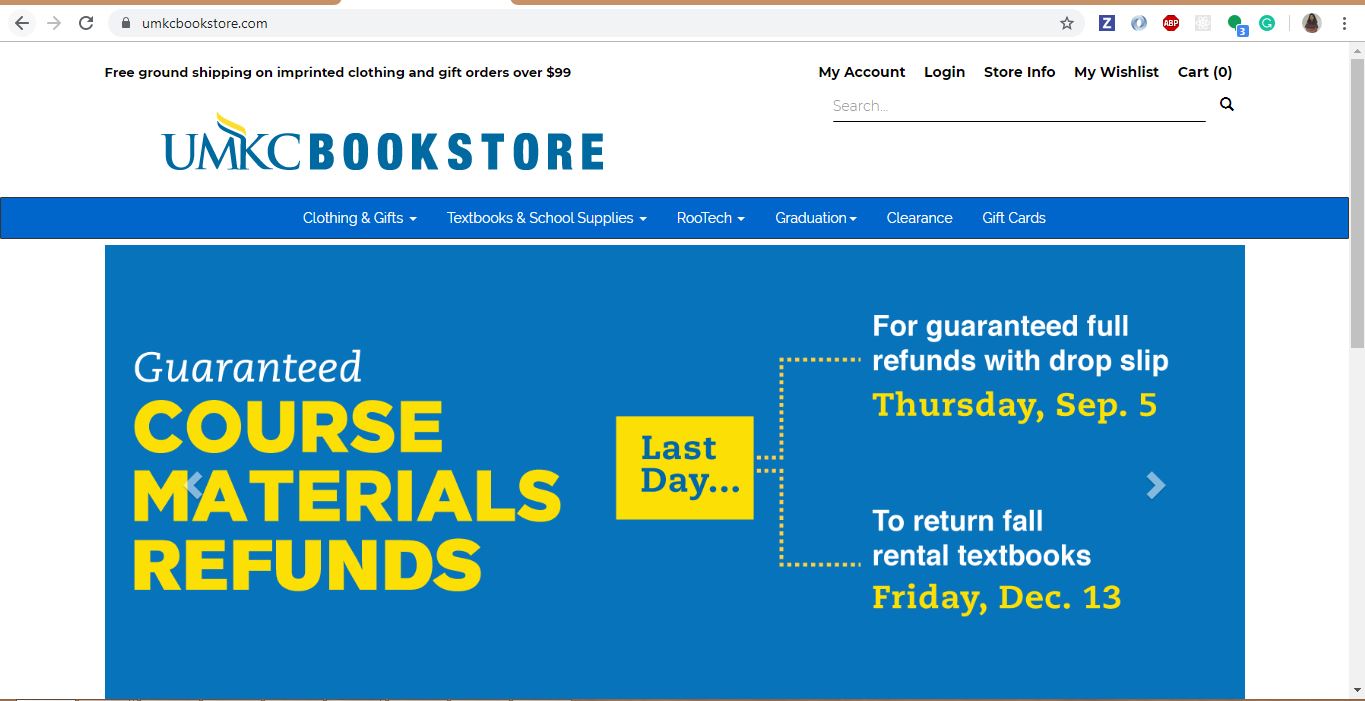 umkcbookstore.com
Z
ABP
3
G
Free ground shipping on imprinted clothing and gift orders over $99
My Account Login Store Info My Wishlist Cart (0)
Search...
UMKC BOOKSTORE
Clothing & Gifts Textbooks & School Supplies RooTech Graduation Clearance Gift Cards
Guaranteed
COURSE
MATERIALS
REFUNDS
Last
Day...
For guaranteed full
refunds with drop slip
Thursday, Sep. 5
To return fall
rental textbooks
Friday, Dec. 13